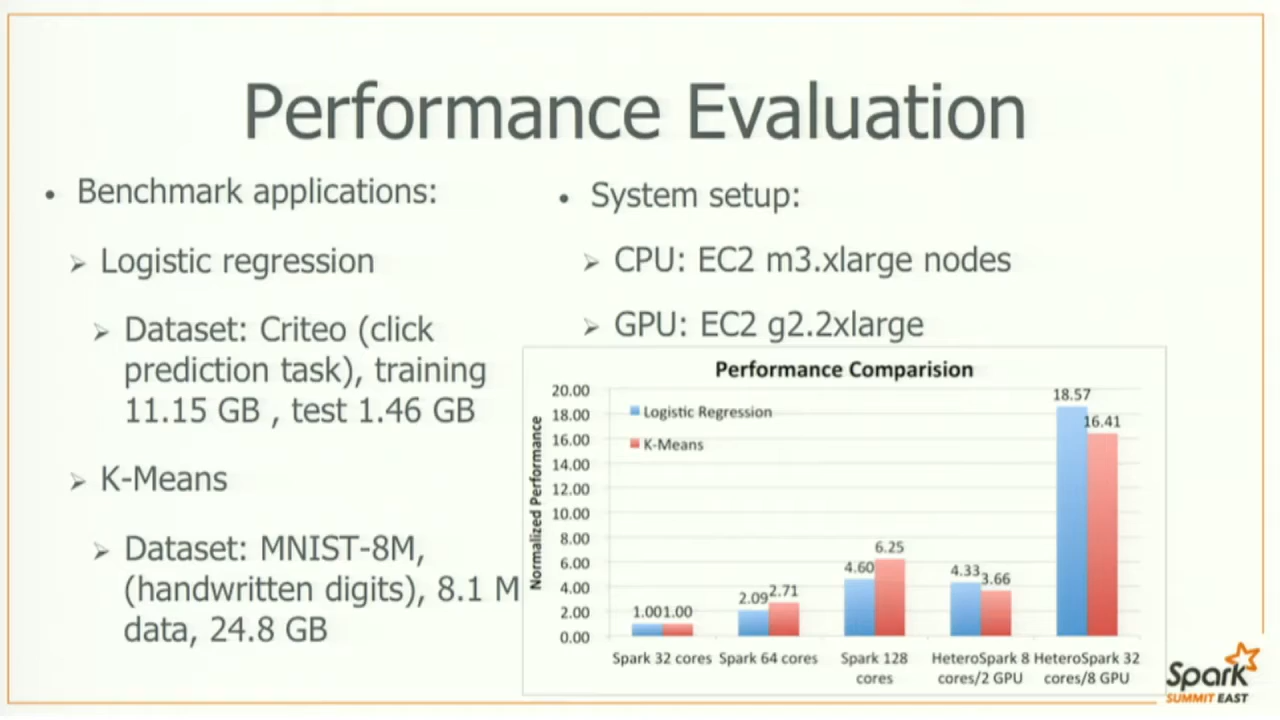 Performance Evaluation
• Benchmark applications:
➢ Logistic regression
➢ Dataset: Criteo (click
prediction task), training
11.15 GB , test 1.46 GB
➢ K-Means
➢ Dataset: MNIST-8M,
(handwritten digits), 8.1 M
data, 24.8 GB
• System setup:
➢ CPU: EC2 m3.xlarge nodes
➢ GPU: EC2 g2.2xlarge
Performance Comparision
Normalized Performance
20.00
18.00
16.00
14.00
12.00
10.00
8.00
6.00
4.00
2.00
0.00
Logistic Regression
K-Means
1.00 1.00
2.09 2.71
4.60 6.25
4.33 3.66
18.57 16.41
Spark 32 cores
Spark 64 cores
Spark 128
cores
HeteroSpark 8
cores/2 GPU
HeteroSpark 32
cores/8 GPU
Spark
SUMMIT EAST